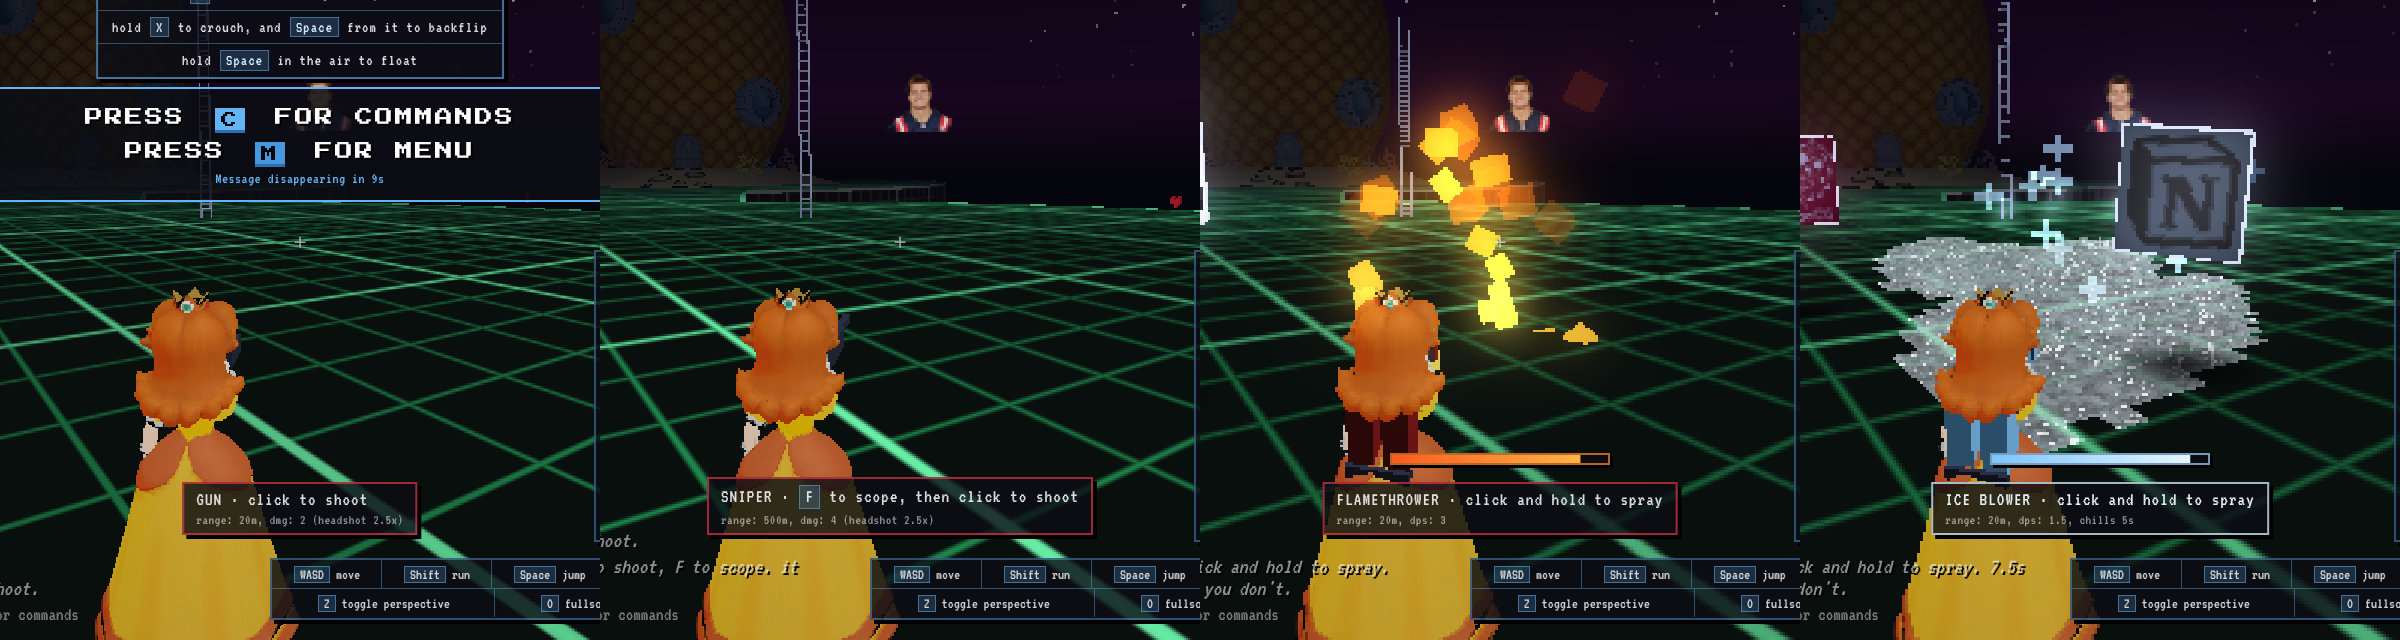 hold X to crouch, and Space from it to backflip
hold Space in the air to float
PRESS C FOR COMMANDS
PRESS M FOR MENU
Message disappearing in 9s
GUN · click to shoot
range: 20m, dmg: 2 (headshot 2.5x)
hoot.
or commands
WASD move Shift run Space jump
Z toggle perspective O fullsc
SNIPER · F to scope, then click to shoot
range: 500m, dmg: 4 (headshot 2.5x)
hoot.
o shoot, F to scope. it
or commands
WASD move Shift run Space jump
Z toggle perspective O fullsc
FLAMETHROWER · click and hold to spray
range: 20m, dps: 3
ick and hold to spray.
you don't.
or commands
WASD move Shift run Space jump
Z toggle perspective O fullsc
N
ICE BLOWER · click and hold to spray
range: 20m, dps: 1.5, chills 5s
ck and hold to spray. 7.5s
don't.
or commands
WASD move Shift run Space jump
Z toggle perspective O fullsc